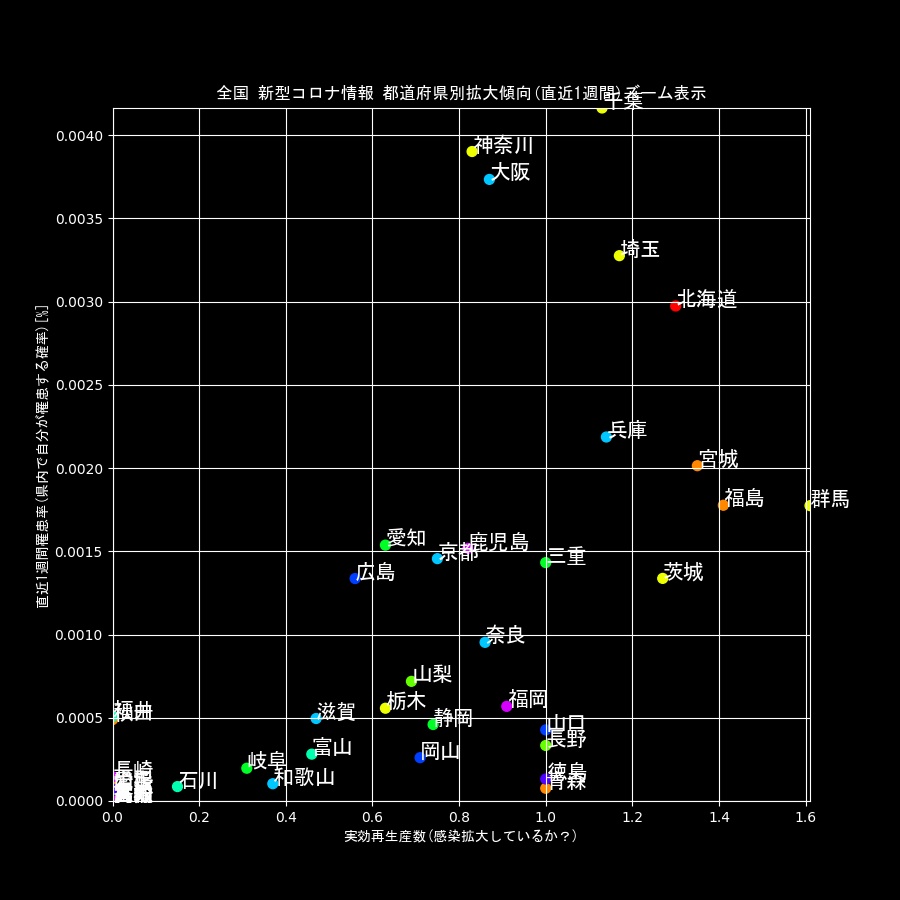 全国 新型コロナ情報 都道府県別拡大傾向(直近1週間)ズーム表示
千葉
0.0040
神奈川
大阪
0.0035
埼玉
0.0030
北海道
0.0025
兵庫
0.0020
宮城
福島
群馬
0.0015
愛知
京都
鹿児島
三重
広島
茨城
0.0010
奈良
山梨
栃木
福岡
福井
滋賀
0.0005
静岡
山口
長野
富山
岡山
岐阜
長崎
石川
和歌山
徳島
青森
0.0000
0.0
0.2
0.4
0.6
0.8
1.0
1.2
1.4
1.6
実効再生産数(感染拡大しているか？)
直近1週間罹患率(県内で自分が罹患する確率)[%]